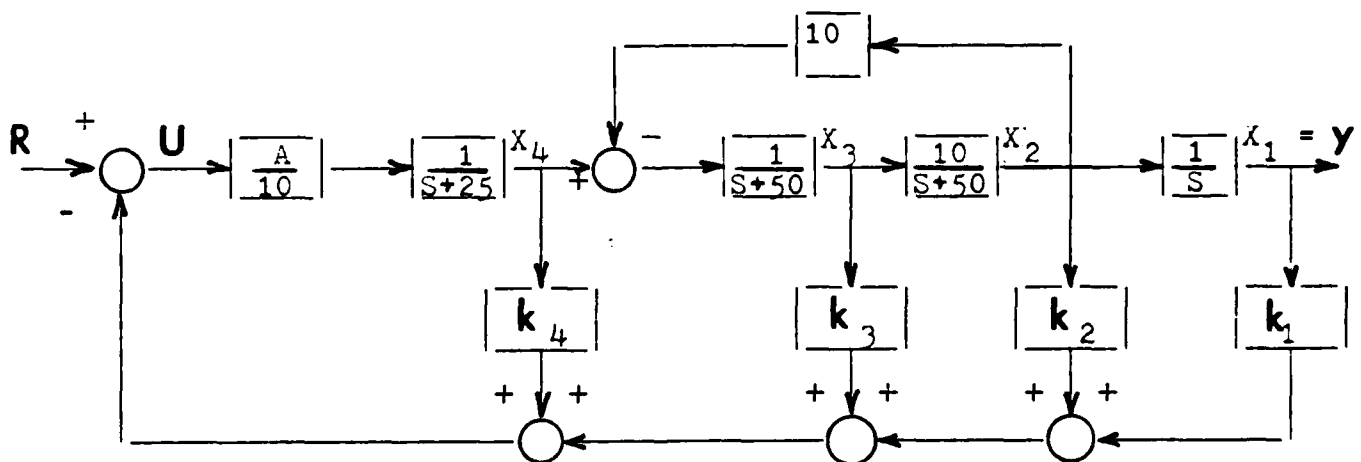 10
R + - U A/10 1/S+25 X4 + - 1/S+50 X3 10/S+50 X2 1/S X1 = y
k4 k3 k2 k1
+ + + + + +